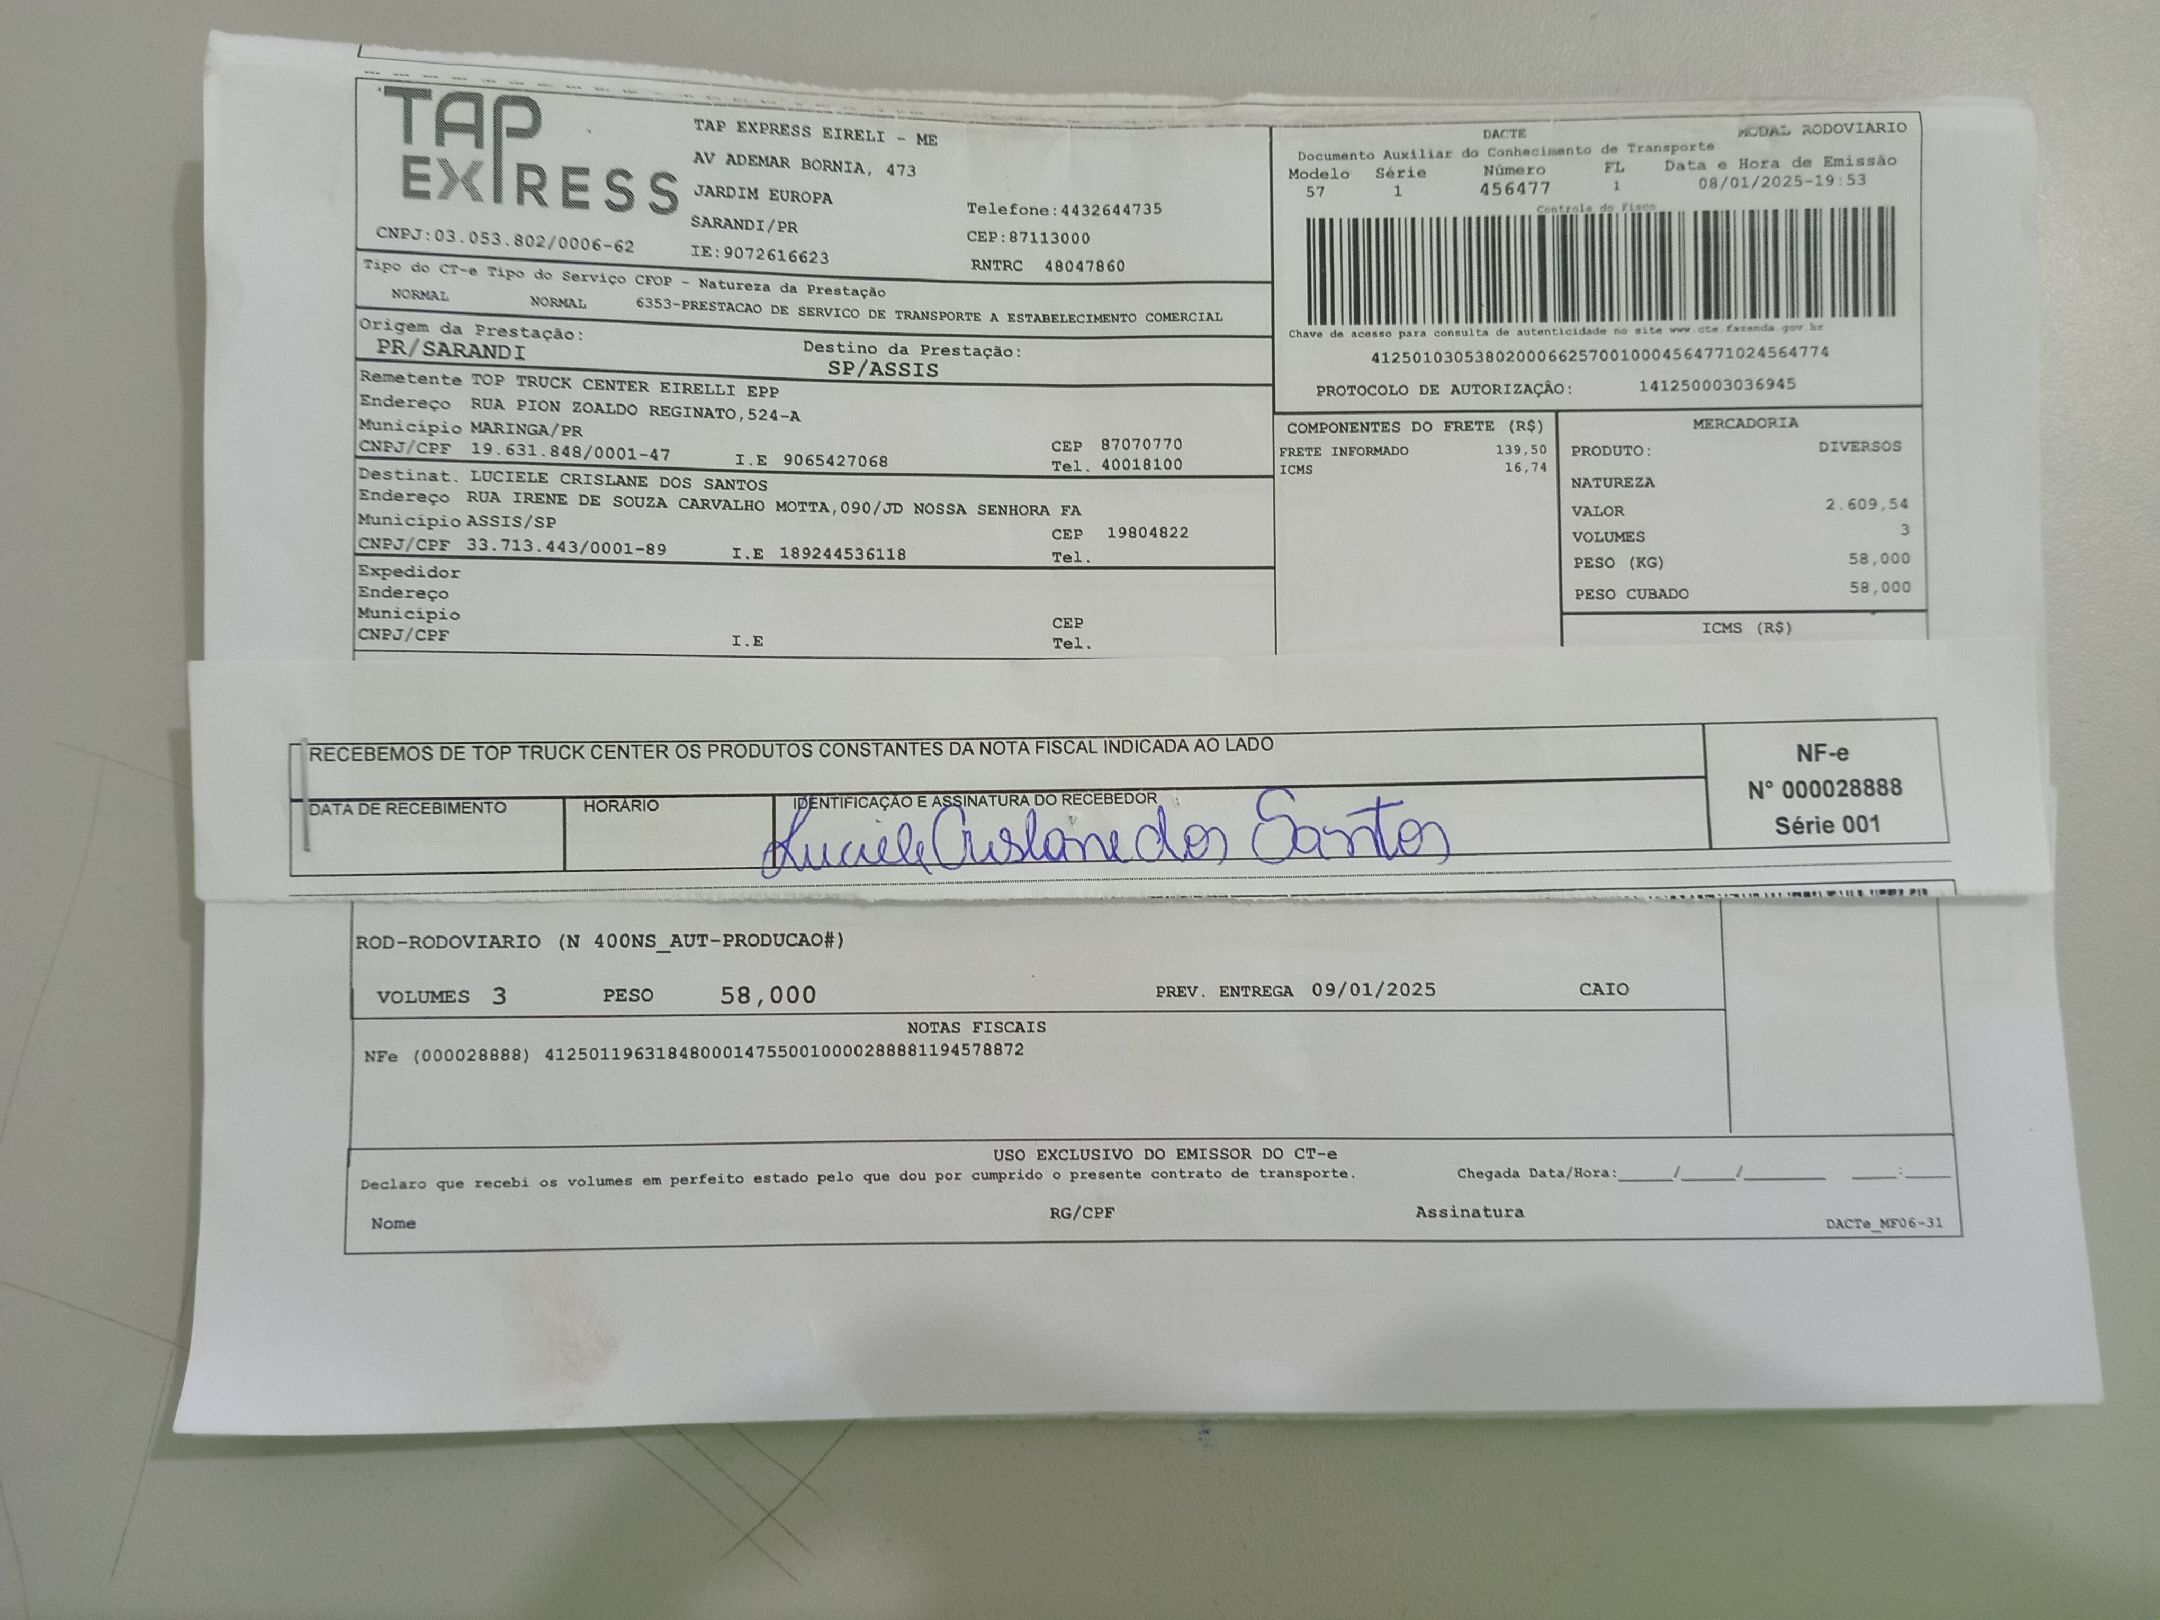 TAP EXPRESS
TAP EXPRESS EIRELI - ME
AV ADEMAR BORNIA, 473
JARDIM EUROPA
SARANDI/PR
Telefone:4432644735
CEP:87113000
CNPJ:03.053.802/0006-62
IE:9072616623
RNTRC 48047860
DACTE
MODAL RODOVIARIO
Documento Auxiliar do Conhecimento de Transporte
Modelo Série Número FL Data e Hora de Emissão
57 1 456477 1 08/01/2025-19:53
Controle do Fisco
Chave de acesso para consulta de autenticidade no site www.cte.fazenda.gov.br
41250103053802000662570010004564771024564774
PROTOCOLO DE AUTORIZAÇÃO: 141250003036945
Tipo do CT-e Tipo do Serviço CFOP - Natureza da Prestação
NORMAL NORMAL 6353-PRESTACAO DE SERVICO DE TRANSPORTE A ESTABELECIMENTO COMERCIAL
Origem da Prestação:
PR/SARANDI
Destino da Prestação:
SP/ASSIS
Remetente TOP TRUCK CENTER EIRELLI EPP
Endereço RUA PION ZOALDO REGINATO,524-A
Município MARINGA/PR
CEP 87070770
CNPJ/CPF 19.631.848/0001-47 I.E 9065427068 Tel. 40018100
Destinat. LUCIELE CRISLANE DOS SANTOS
Endereço RUA IRENE DE SOUZA CARVALHO MOTTA,090/JD NOSSA SENHORA FA
Município ASSIS/SP CEP 19804822
CNPJ/CPF 33.713.443/0001-89 I.E 189244536118 Tel.
Expedidor
Endereço
Município CEP
CNPJ/CPF I.E Tel.
COMPONENTES DO FRETE (R$)
FRETE INFORMADO 139,50
ICMS 16,74
MERCADORIA
PRODUTO: DIVERSOS
NATUREZA
VALOR 2.609,54
VOLUMES 3
PESO (KG) 58,000
PESO CUBADO 58,000
ICMS (R$)
RECEBEMOS DE TOP TRUCK CENTER OS PRODUTOS CONSTANTES DA NOTA FISCAL INDICADA AO LADO
DATA DE RECEBIMENTO HORÁRIO IDENTIFICAÇÃO E ASSINATURA DO RECEBEDOR
Luciele Crislane dos Santos
NF-e
N° 000028888
Série 001
ROD-RODOVIARIO (N 400NS_AUT-PRODUCAO#)
VOLUMES 3 PESO 58,000 PREV. ENTREGA 09/01/2025 CAIO
NOTAS FISCAIS
NFe (000028888) 41250119631848000147550010000288881194578872
USO EXCLUSIVO DO EMISSOR DO CT-e
Declaro que recebi os volumes em perfeito estado pelo que dou por cumprido o presente contrato de transporte. Chegada Data/Hora:_____/_____/_______ ____:____
Nome RG/CPF Assinatura
DACTe_MF06-31